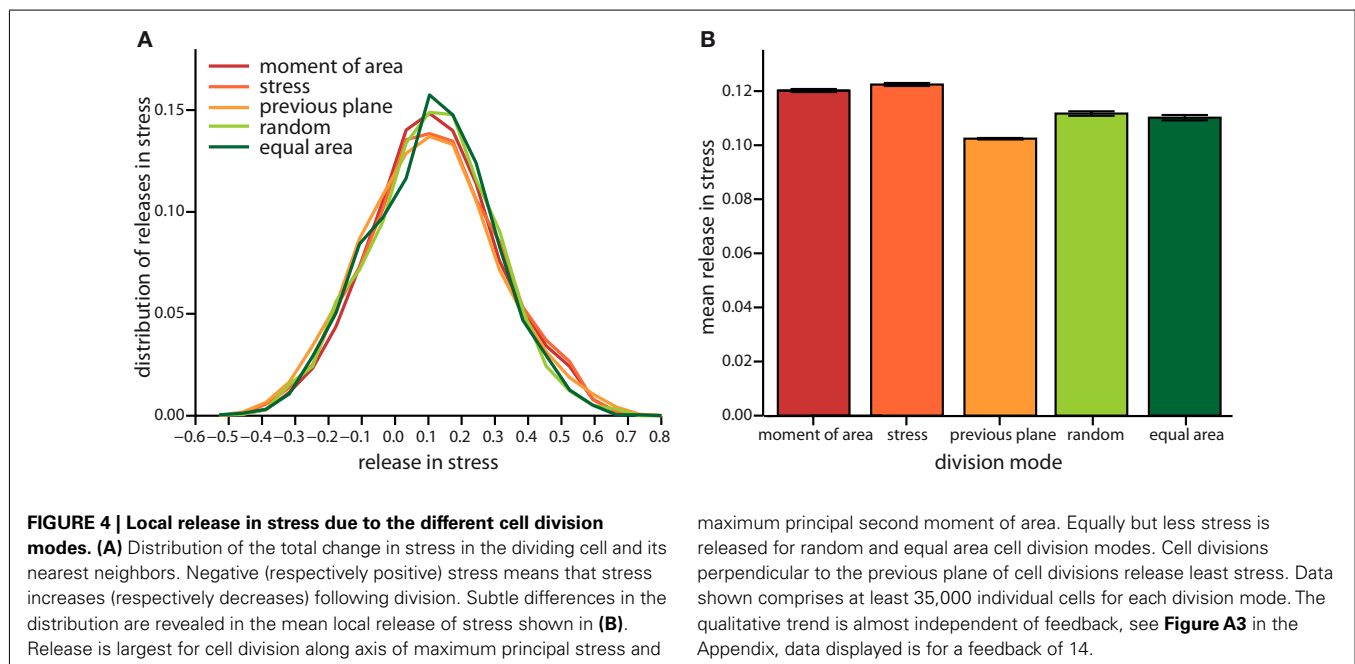 A
distribution of releases in stress
0.15
0.10
0.05
0.00
moment of area
stress
previous plane
random
equal area
−0.6 −0.5 −0.4 −0.3 −0.2 −0.1 0.0 0.1 0.2 0.3 0.4 0.5 0.6 0.7 0.8
release in stress
B
mean release in stress
0.12
0.10
0.08
0.06
0.04
0.02
0.00
moment of area stress previous plane random equal area
division mode
FIGURE 4 | Local release in stress due to the different cell division
modes. (A) Distribution of the total change in stress in the dividing cell and its
nearest neighbors. Negative (respectively positive) stress means that stress
increases (respectively decreases) following division. Subtle differences in the
distribution are revealed in the mean local release of stress shown in (B).
Release is largest for cell division along axis of maximum principal stress and
maximum principal second moment of area. Equally but less stress is
released for random and equal area cell division modes. Cell divisions
perpendicular to the previous plane of cell divisions release least stress. Data
shown comprises at least 35,000 individual cells for each division mode. The
qualitative trend is almost independent of feedback, see Figure A3 in the
Appendix, data displayed is for a feedback of 14.